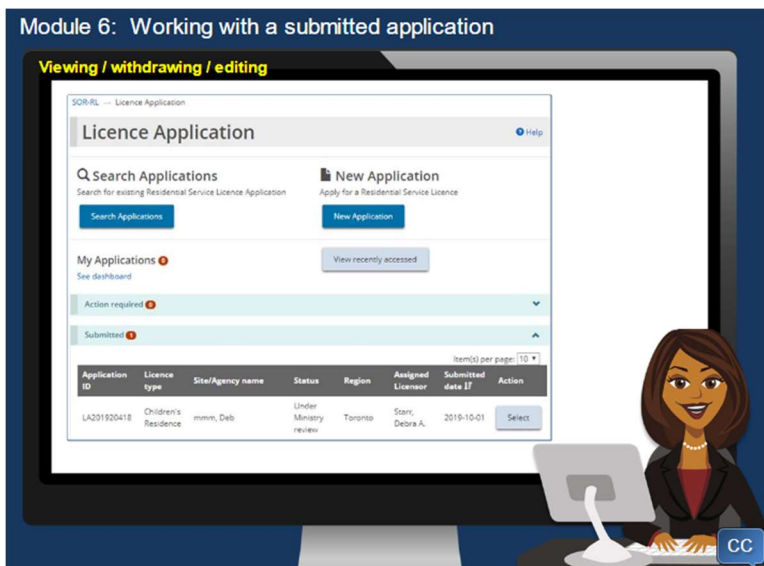 Module 6: Working with a submitted application
Viewing / withdrawing / editing
SOR-RL — Licence Application
Licence Application
Help
Search Applications
Search for existing Residential Service Licence Application
Search Applications
New Application
Apply for a Residential Service Licence
New Application
My Applications 0
See dashboard
View recently accessed
Action required 0
Submitted 1
Item(s) per page: 10
Application ID Licence type Site/Agency name Status Region Assigned Licensor Submitted date Action
LA201920418 Children's Residence mmm, Deb Under Ministry review Toronto Starr, Debra A. 2019-10-01 Select
CC